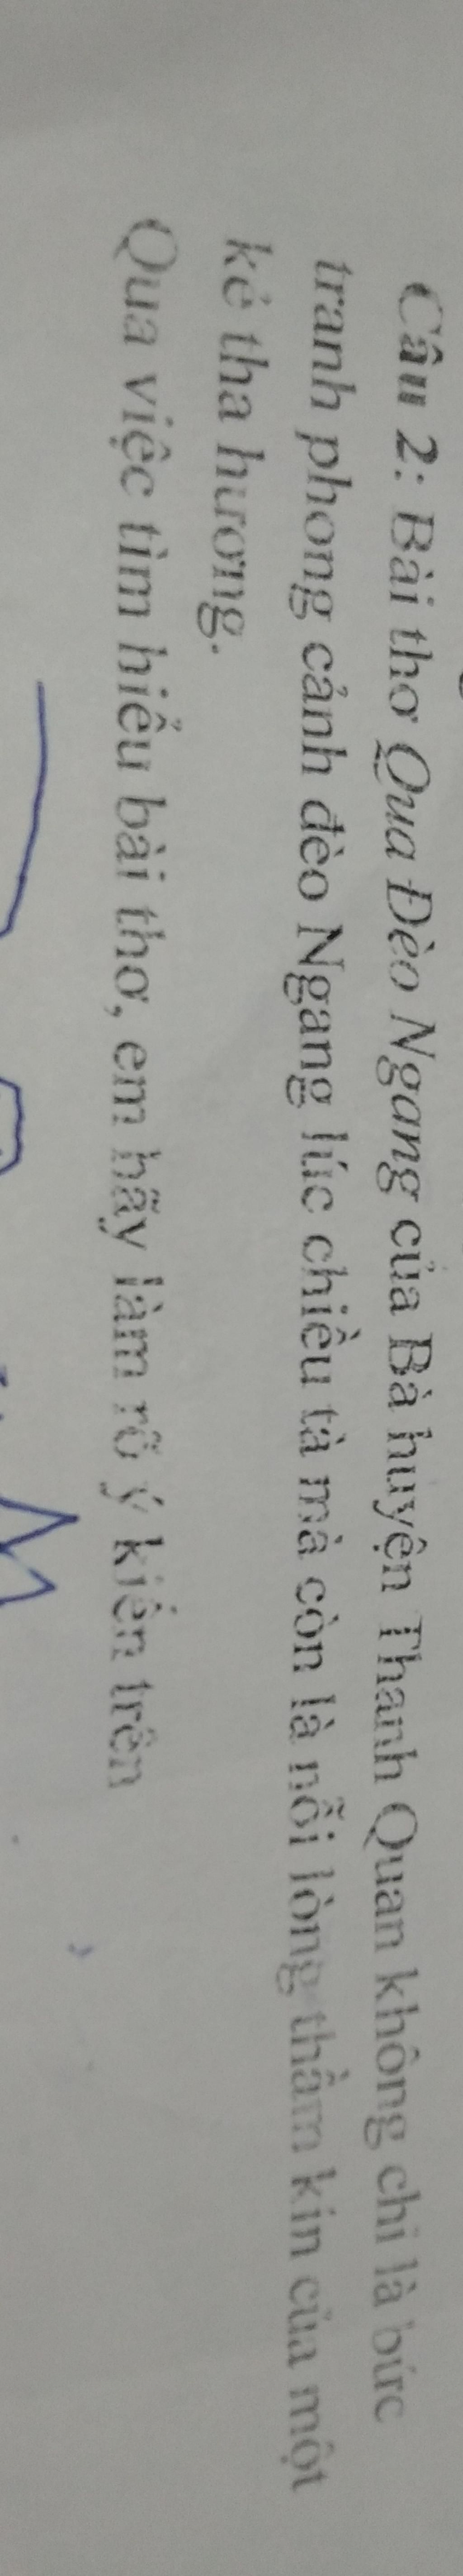 Câu 2: Bài thơ Qua Đèo Ngang của Bà huyện Thanh Quan không chỉ là bức
tranh phong cảnh đèo Ngang lúc chiều tà mà còn là nỗi lòng thầm kín của một
kẻ tha hương.
Qua việc tìm hiểu bài thơ, em hãy làm rõ ý kiến trên